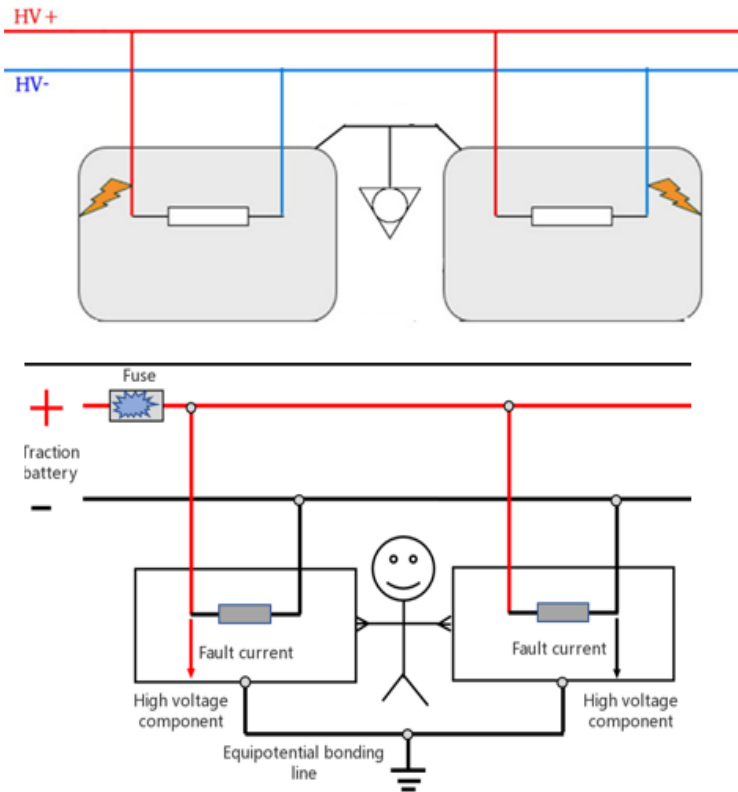 HV+
HV-
Fuse
+
Traction
battery
-
Fault current
Fault current
High voltage
component
High voltage
component
Equipotential bonding
line